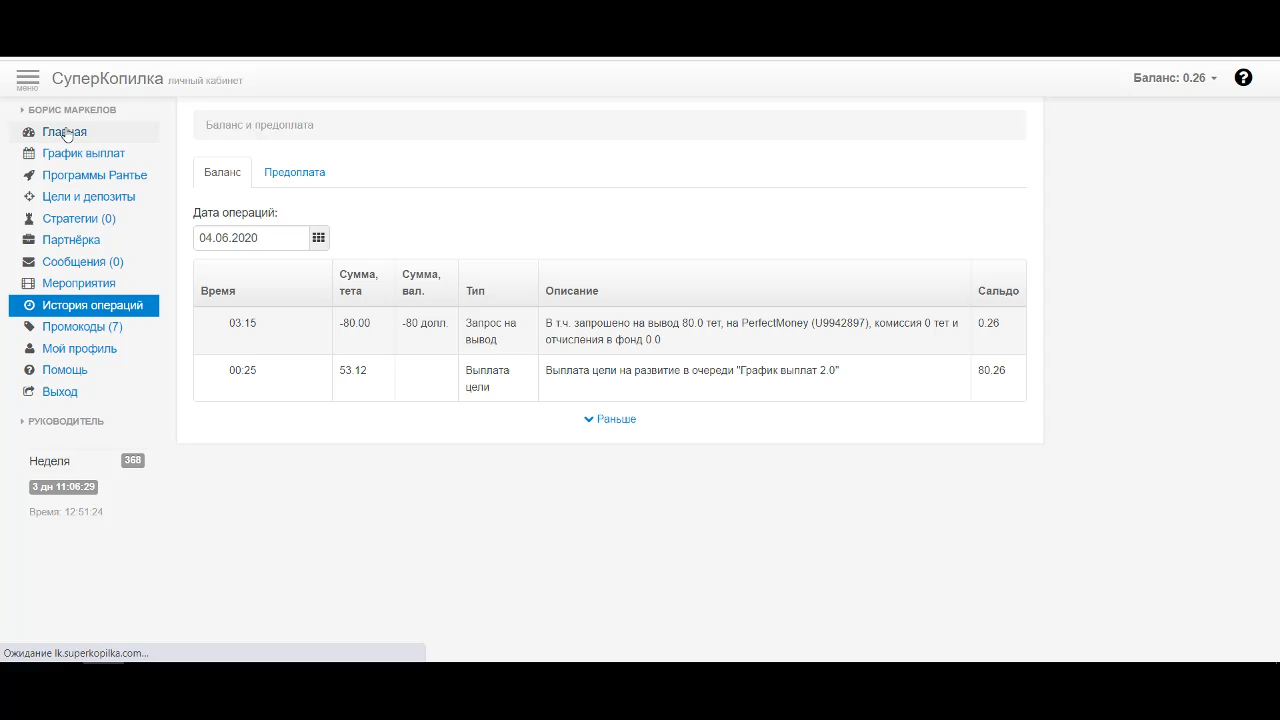 СуперКопилка личный кабинет
Баланс: 0.26
?
меню
БОРИС МАРКЕЛОВ
Главная
График выплат
Программы Рантье
Цели и депозиты
Стратегии (0)
Партнёрка
Сообщения (0)
Мероприятия
История операций
Промокоды (7)
Мой профиль
Помощь
Выход
РУКОВОДИТЕЛЬ
Неделя 368
3 дн 11:06:29
Время: 12:51:24
Баланс и предоплата
Баланс Предоплата
Дата операций:
04.06.2020
Время Сумма, тета Сумма, вал. Тип Описание Сальдо
03:15 -80.00 -80 долл. Запрос на вывод В т.ч. запрошено на вывод 80.0 тет, на PerfectMoney (U9942897), комиссия 0 тет и
отчисления в фонд 0.0 0.26
00:25 53.12 Выплата цели Выплата цели на развитие в очереди "График выплат 2.0" 80.26
Раньше
Ожидание lk.superkopilka.com...